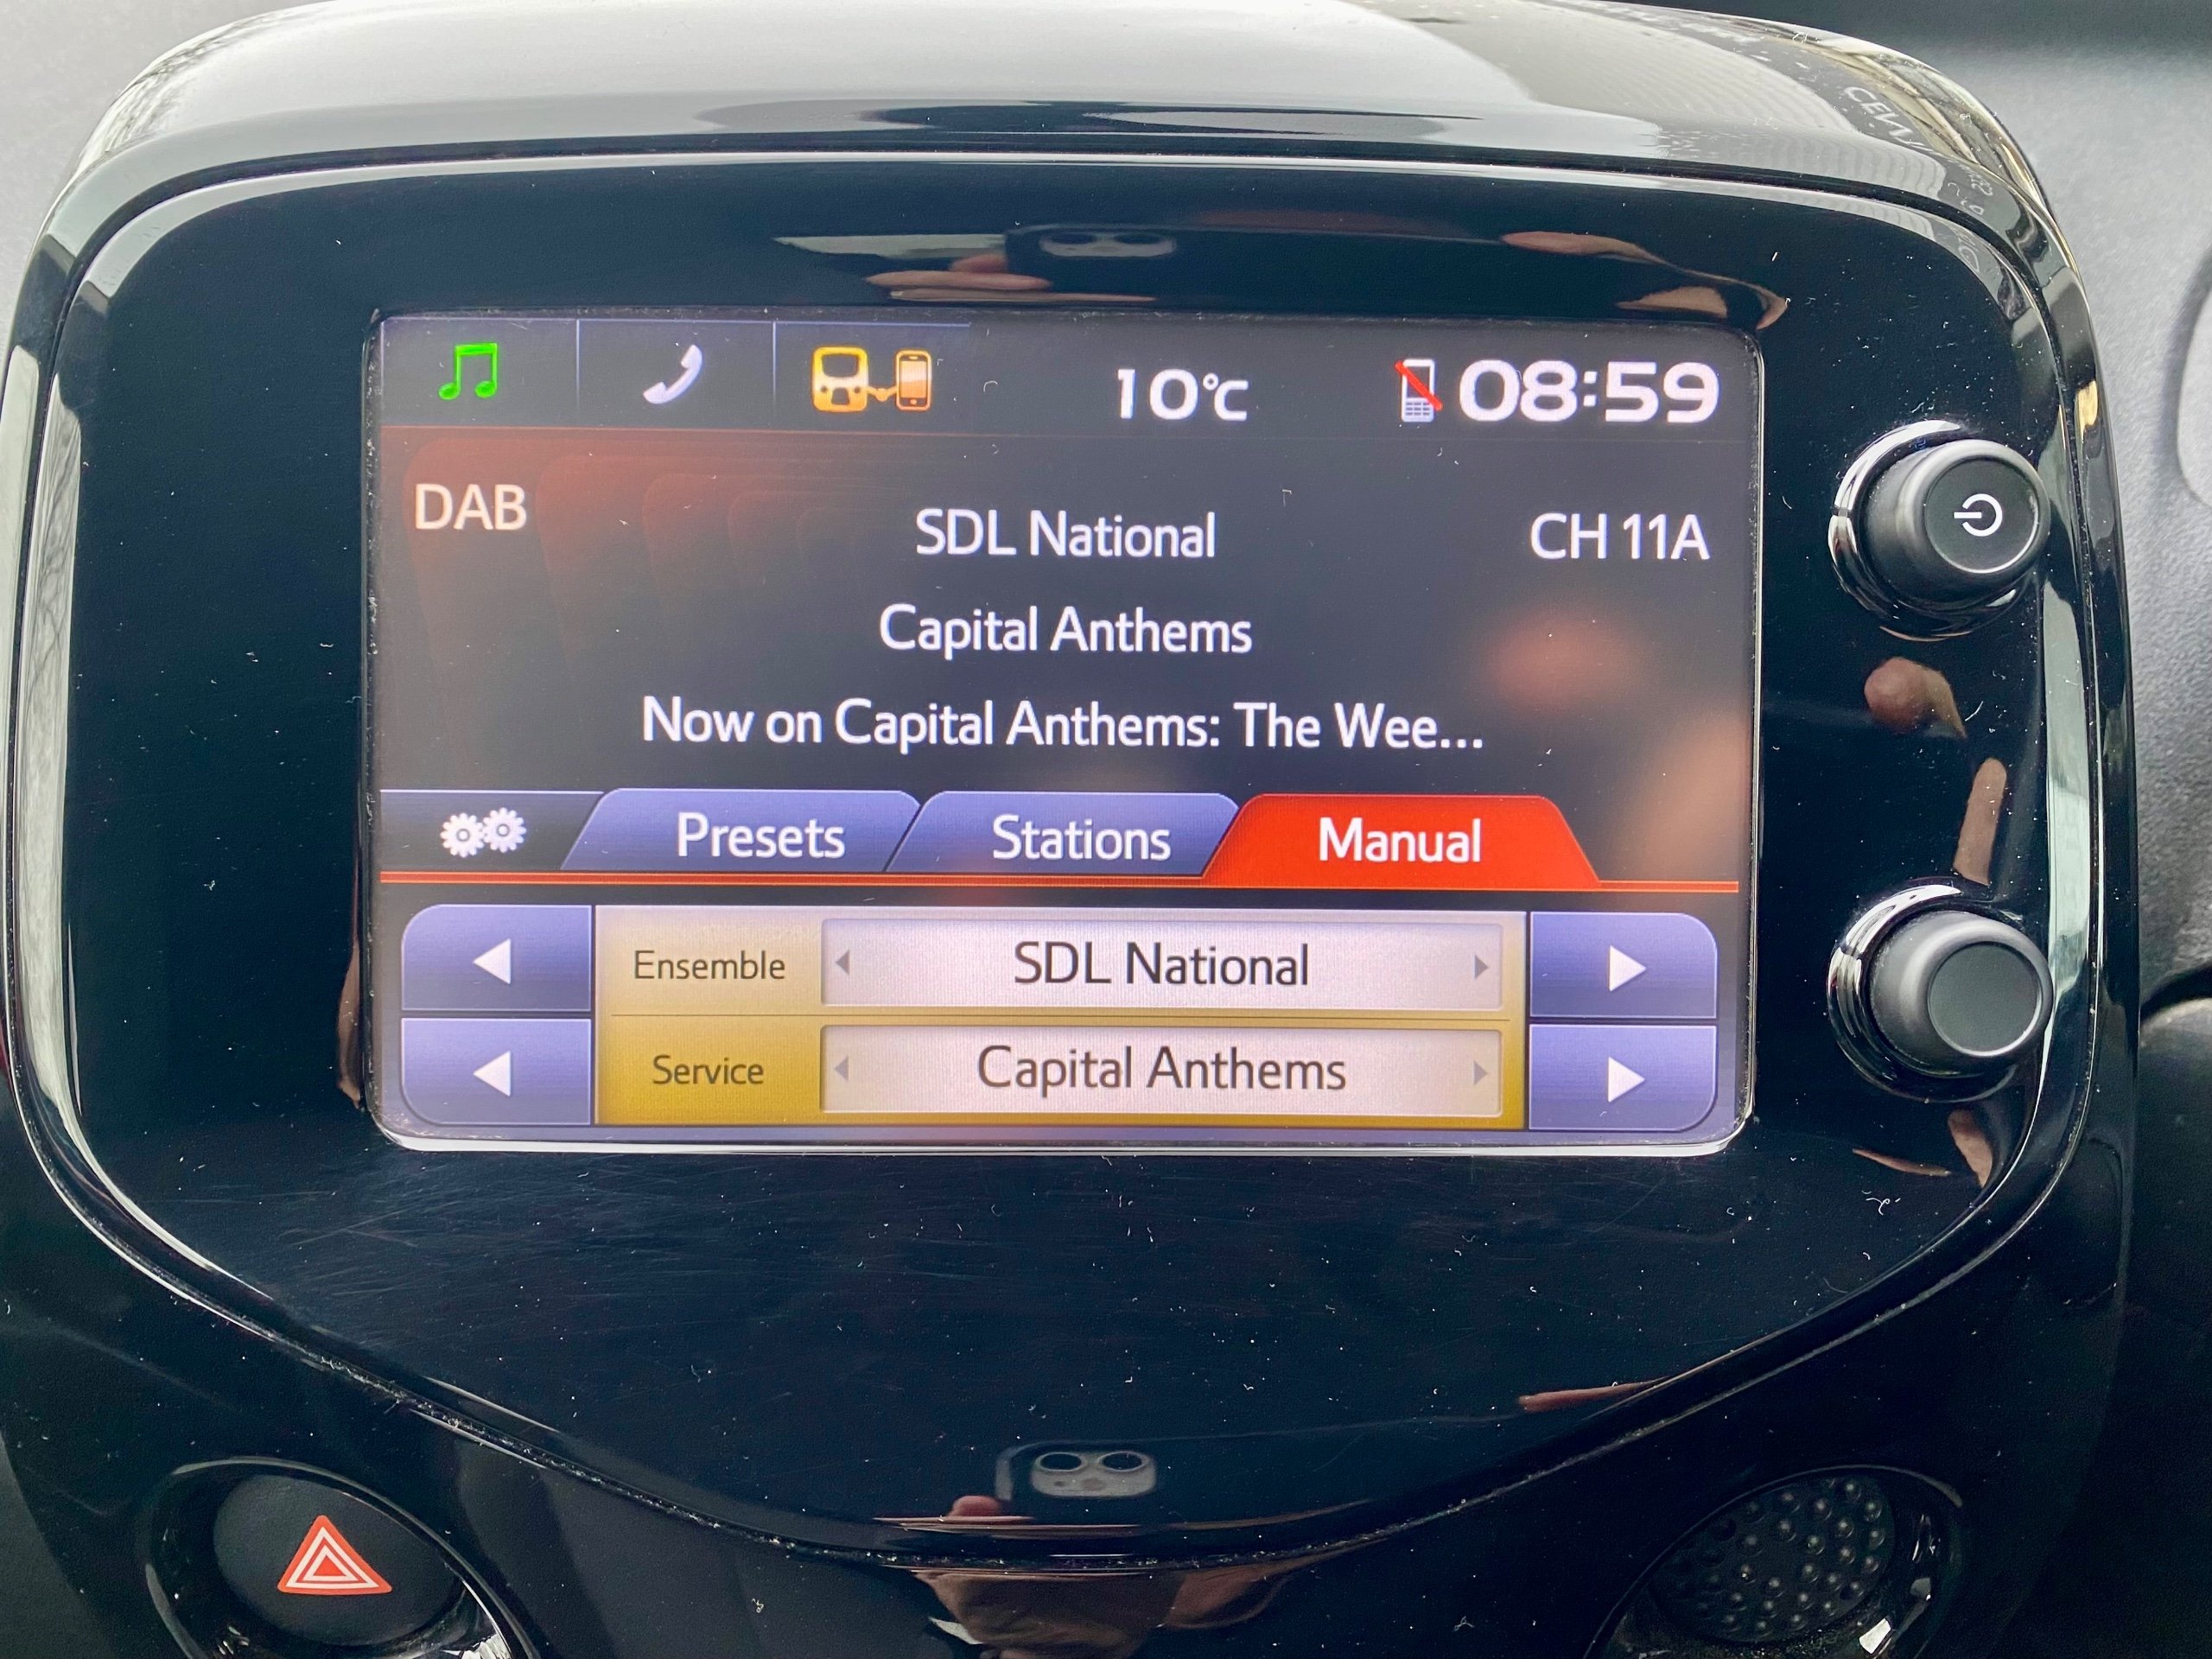 10°C
08:59
DAB
SDL National
CH 11A
Capital Anthems
Now on Capital Anthems: The Wee...
Presets
Stations
Manual
Ensemble
SDL National
Service
Capital Anthems